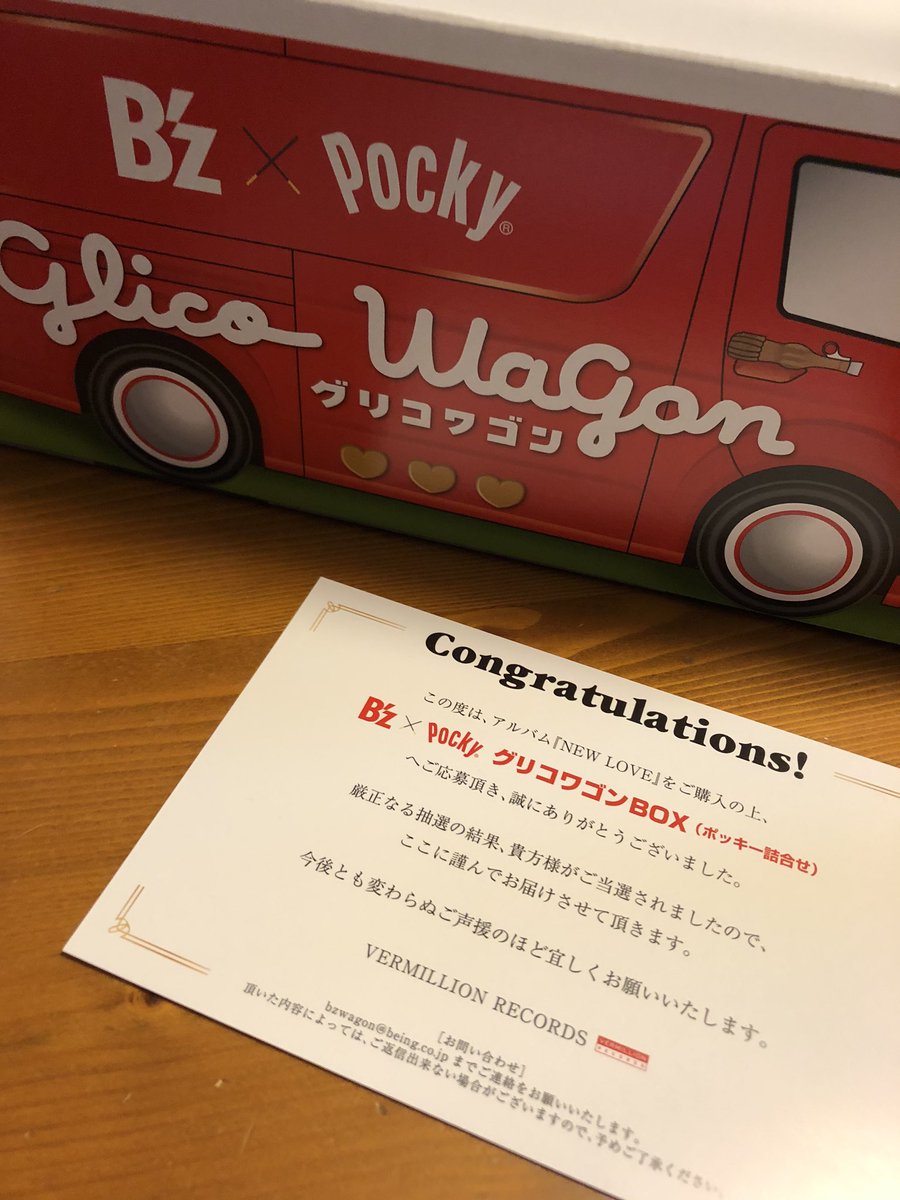 B'z × Pocky®
Glico WaGon
グリコワゴン
Congratulations!
この度は、アルバム『NEW LOVE』をご購入の上、
B'z × Pocky® グリコワゴンBOX（ポッキー詰合せ）
へご応募頂き、誠にありがとうございました。
厳正なる抽選の結果、貴方様がご当選されましたので、
ここに謹んでお届けさせて頂きます。
今後とも変わらぬご声援のほど宜しくお願いいたします。
VERMILLION RECORDS
VERMILLION RECORDS
［お問い合わせ］
bzwagon@being.co.jp までご連絡をお願いいたします。
頂いた内容によっては、ご返信出来ない場合がございますので、予めご了承ください。